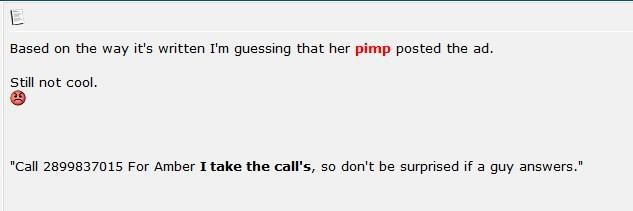 Based on the way it's written I'm guessing that her pimp posted the ad.
Still not cool.
"Call 2899837015 For Amber I take the call's, so don't be surprised if a guy answers."